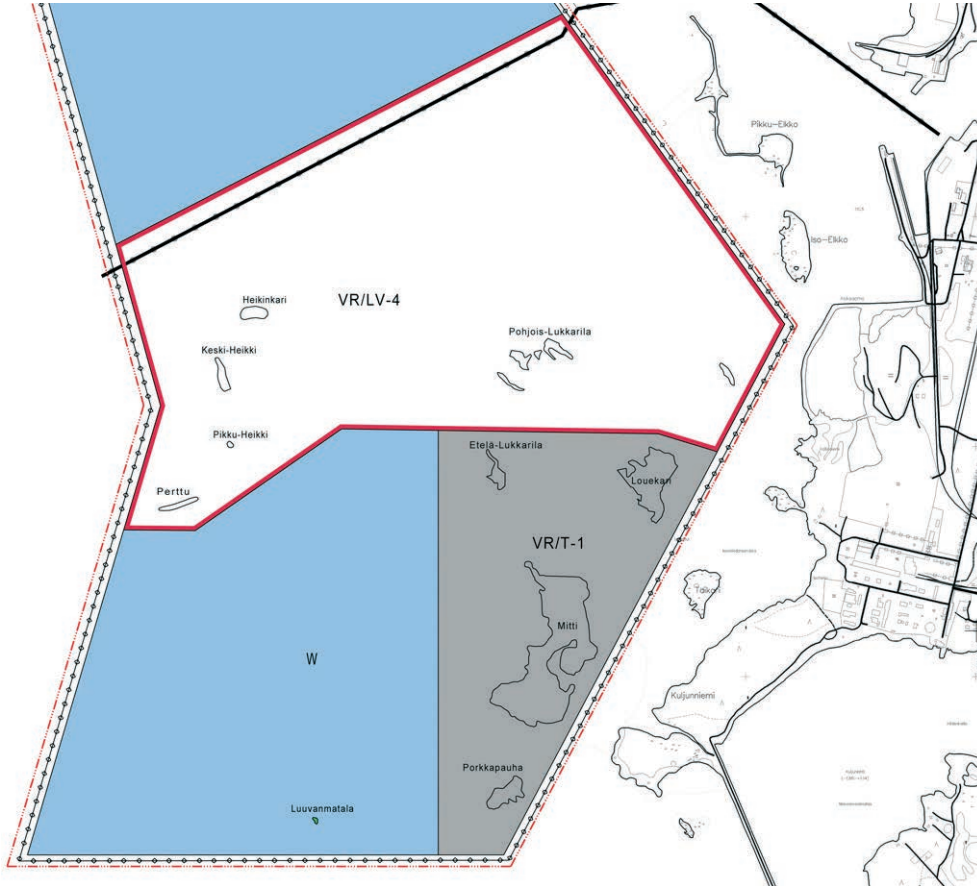 Pikku-Elkko
Iso-Elkko
Heikinkari
VR/LV-4
Pohjois-Lukkarila
Keski-Heikki
Pikku-Heikki
Etelä-Lukkarila
Perttu
Louekari
VR/T-1
Mitti
W
Kuljunniemi
Porkkapauha
Luuvanmatala